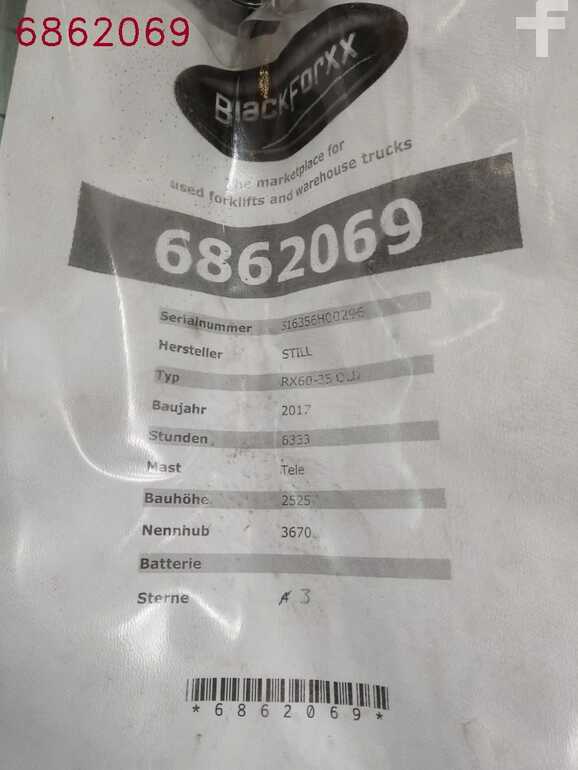 6862069
f
BlackForxx
The marketplace for
used forklifts and warehouse trucks
6862069
Serialnummer 316356H00296
Hersteller STILL
Typ
Baujahr 2017
Stunden 6333
Mast Tele
Bauhöhe 2525
Nennhub 3670
Batterie
Sterne 3
*6862069*